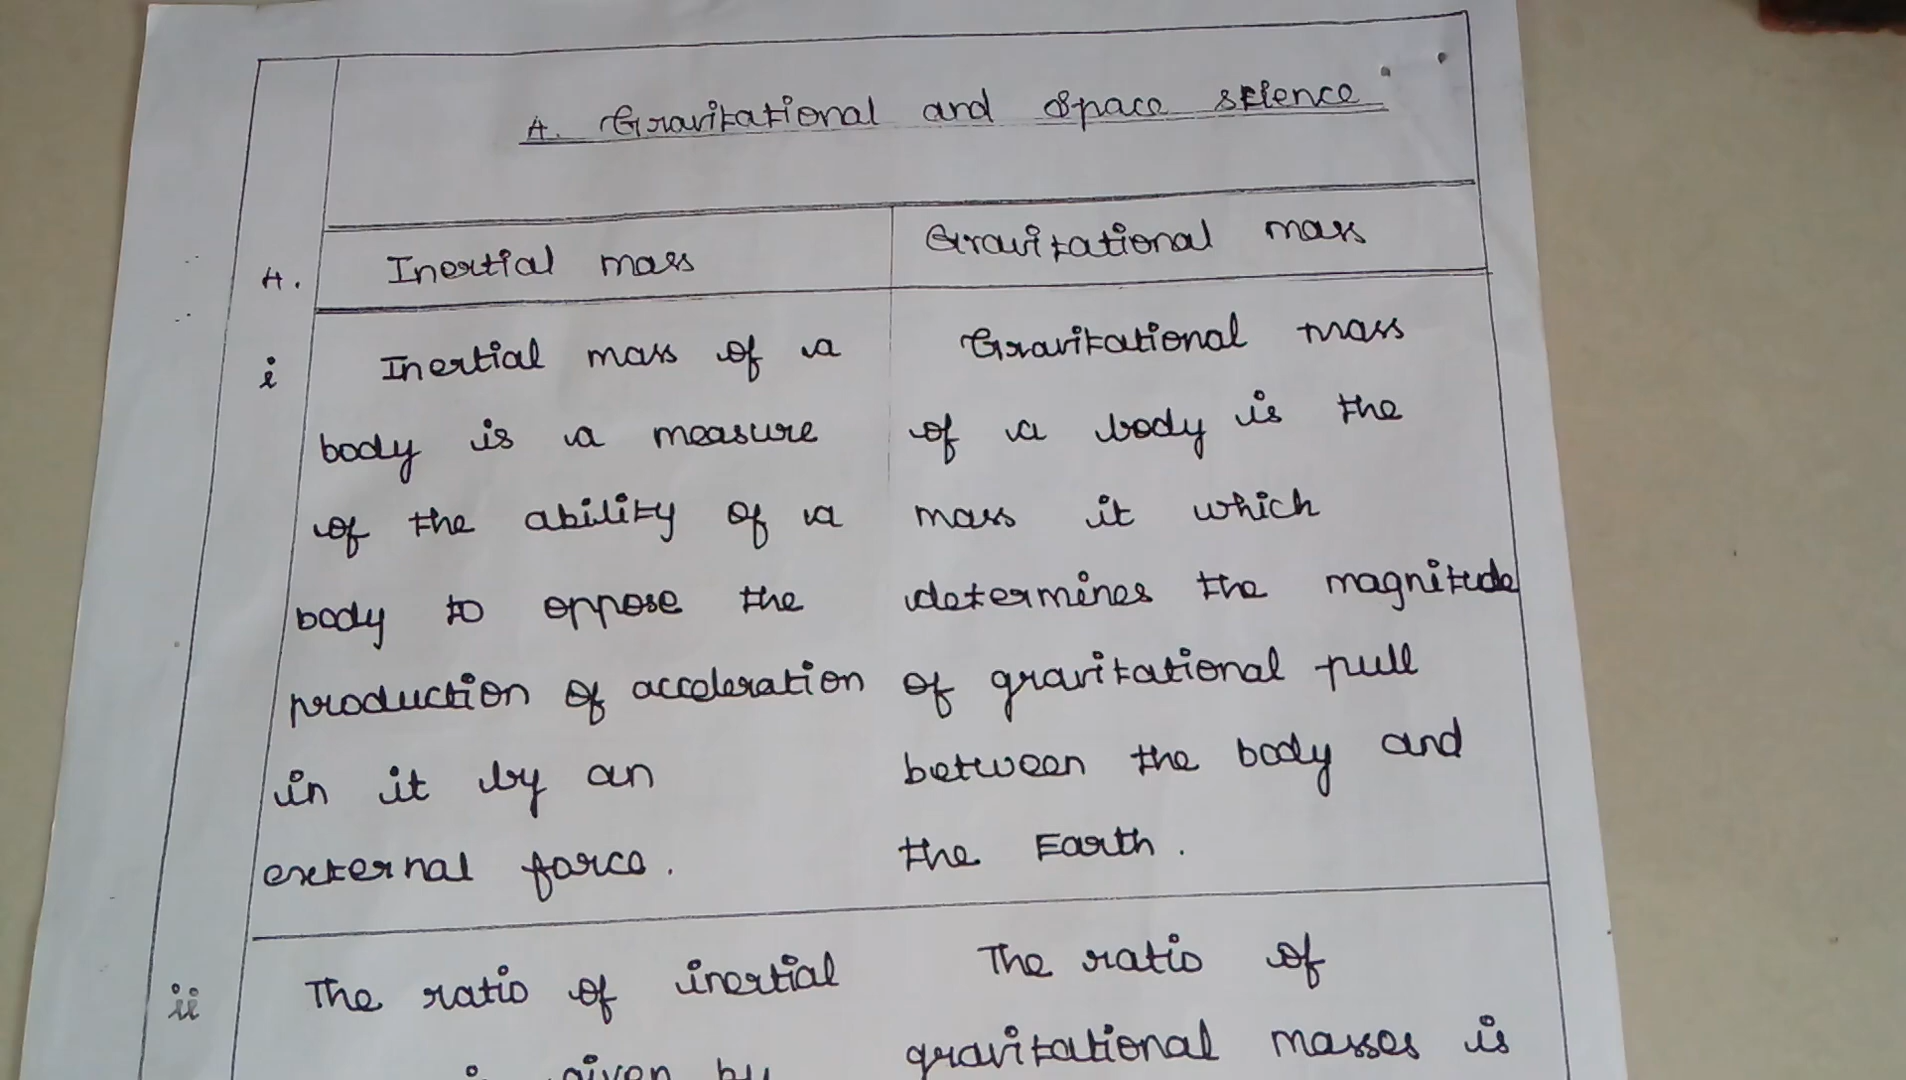 A. Gravitational and Space science
A. Inertial mass Gravitational mass
i Inertial mass of a
body is a measure
of the ability of a
body to oppose the
production of acceleration
in it by an
external force.
Gravitational mass
of a body is the
mass it which
determines the magnitude
of gravitational pull
between the body and
the Earth.
ii The ratio of inertial
given by
The ratio of
gravitational masses is